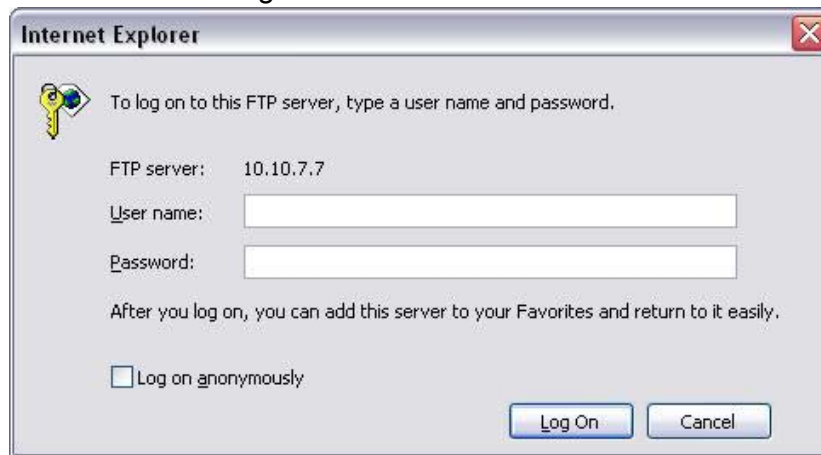 Internet Explorer
To log on to this FTP server, type a user name and password.
FTP server: 10.10.7.7
User name:
Password:
After you log on, you can add this server to your Favorites and return to it easily.
Log on anonymously
Log On Cancel